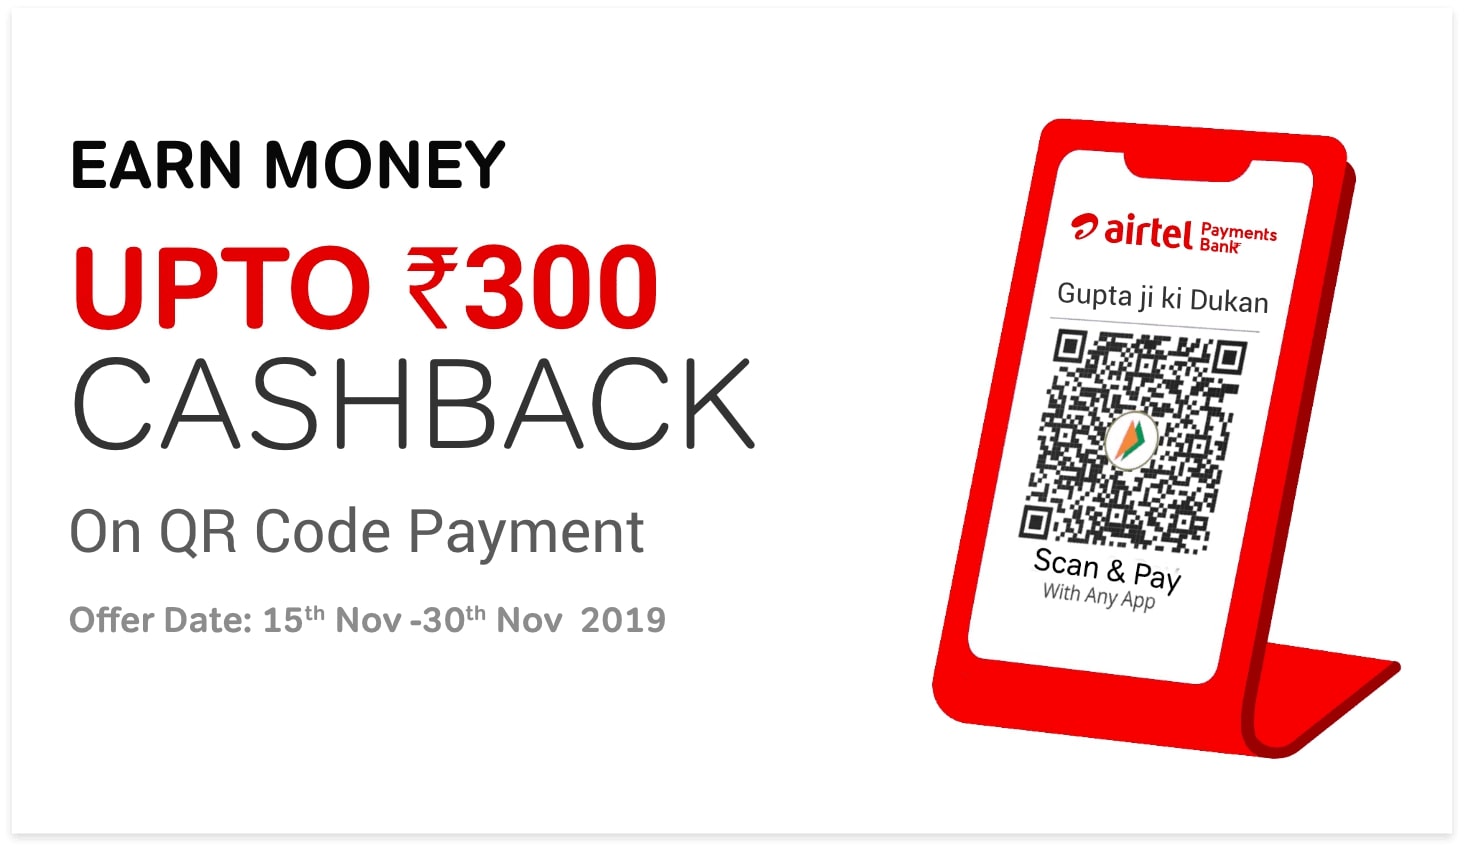 EARN MONEY
UPTO ₹300
CASHBACK
On QR Code Payment
Offer Date: 15th Nov -30th Nov 2019
airtel Payments Bank
Gupta ji ki Dukan
Scan & Pay
With Any App